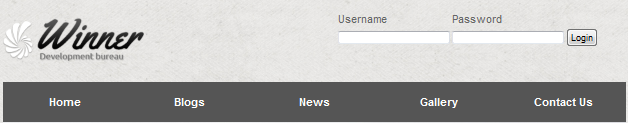 Winner
Development bureau
Username Password
Login
Home Blogs News Gallery Contact Us